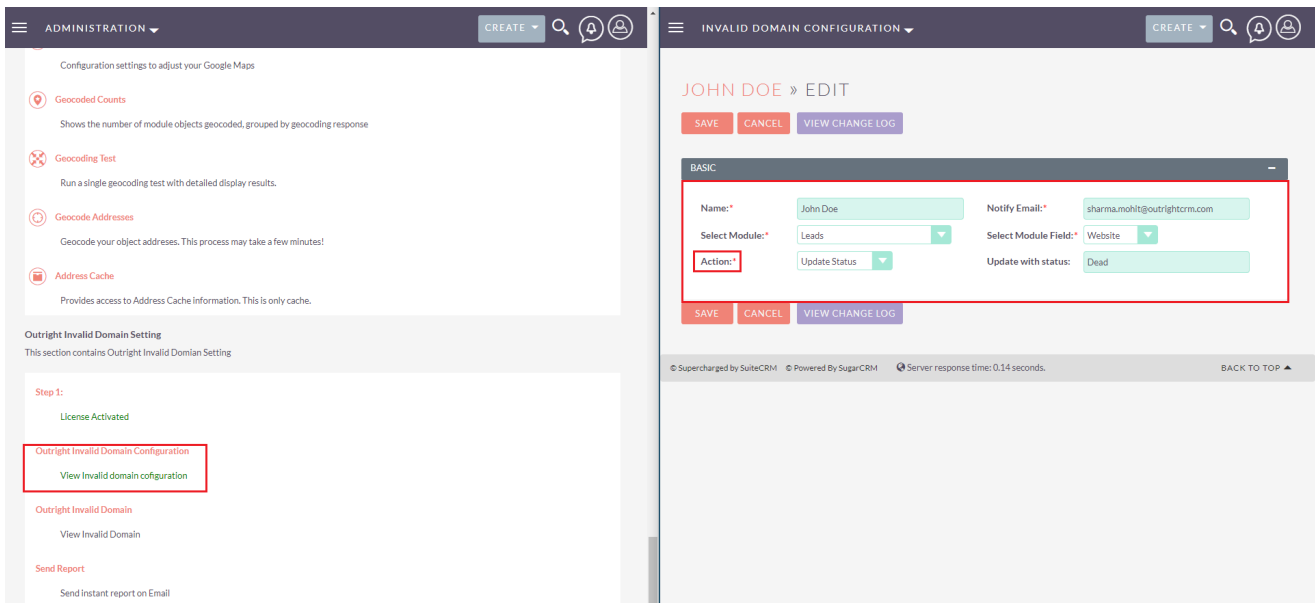 ADMINISTRATION
CREATE
Configuration settings to adjust your Google Maps
Geocoded Counts
Shows the number of module objects geocoded, grouped by geocoding response
Geocoding Test
Run a single geocoding test with detailed display results.
Geocode Addresses
Geocode your object addreses. This process may take a few minutes!
Address Cache
Provides access to Address Cache information. This is only cache.
Outright Invalid Domain Setting
This section contains Outright Invalid Domian Setting
Step 1:
License Activated
Outright Invalid Domain Configuration
View Invalid domain cofiguration
Outright Invalid Domain
View Invalid Domain
Send Report
Send instant report on Email
INVALID DOMAIN CONFIGURATION
CREATE
JOHN DOE » EDIT
SAVE CANCEL VIEW CHANGE LOG
BASIC
Name:* John Doe Notify Email:* sharma.mohit@outrightcrm.com
Select Module:* Leads Select Module Field:* Website
Action:* Update Status Update with status: Dead
SAVE CANCEL VIEW CHANGE LOG
© Supercharged by SuiteCRM © Powered By SugarCRM Server response time: 0.14 seconds. BACK TO TOP